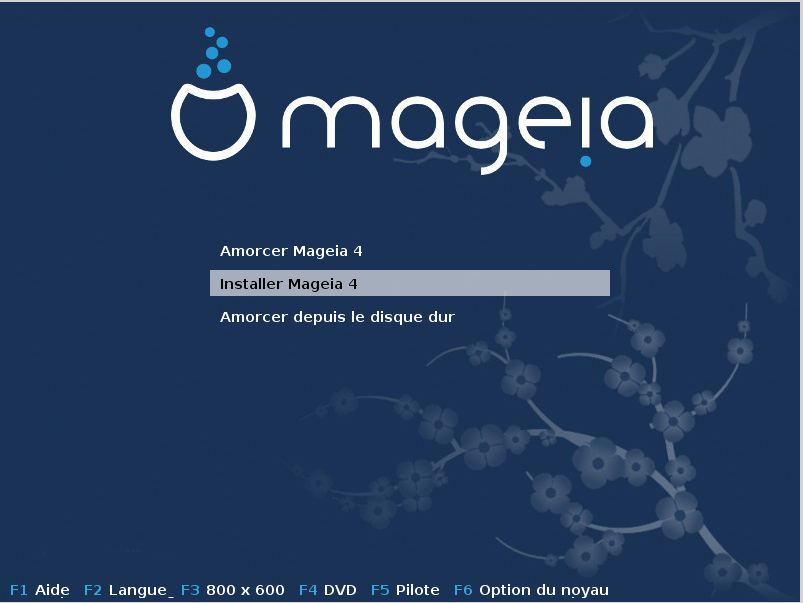 mageia
Amorcer Mageia 4
Installer Mageia 4
Amorcer depuis le disque dur
F1 Aide F2 Langue_ F3 800 x 600 F4 DVD F5 Pilote F6 Option du noyau